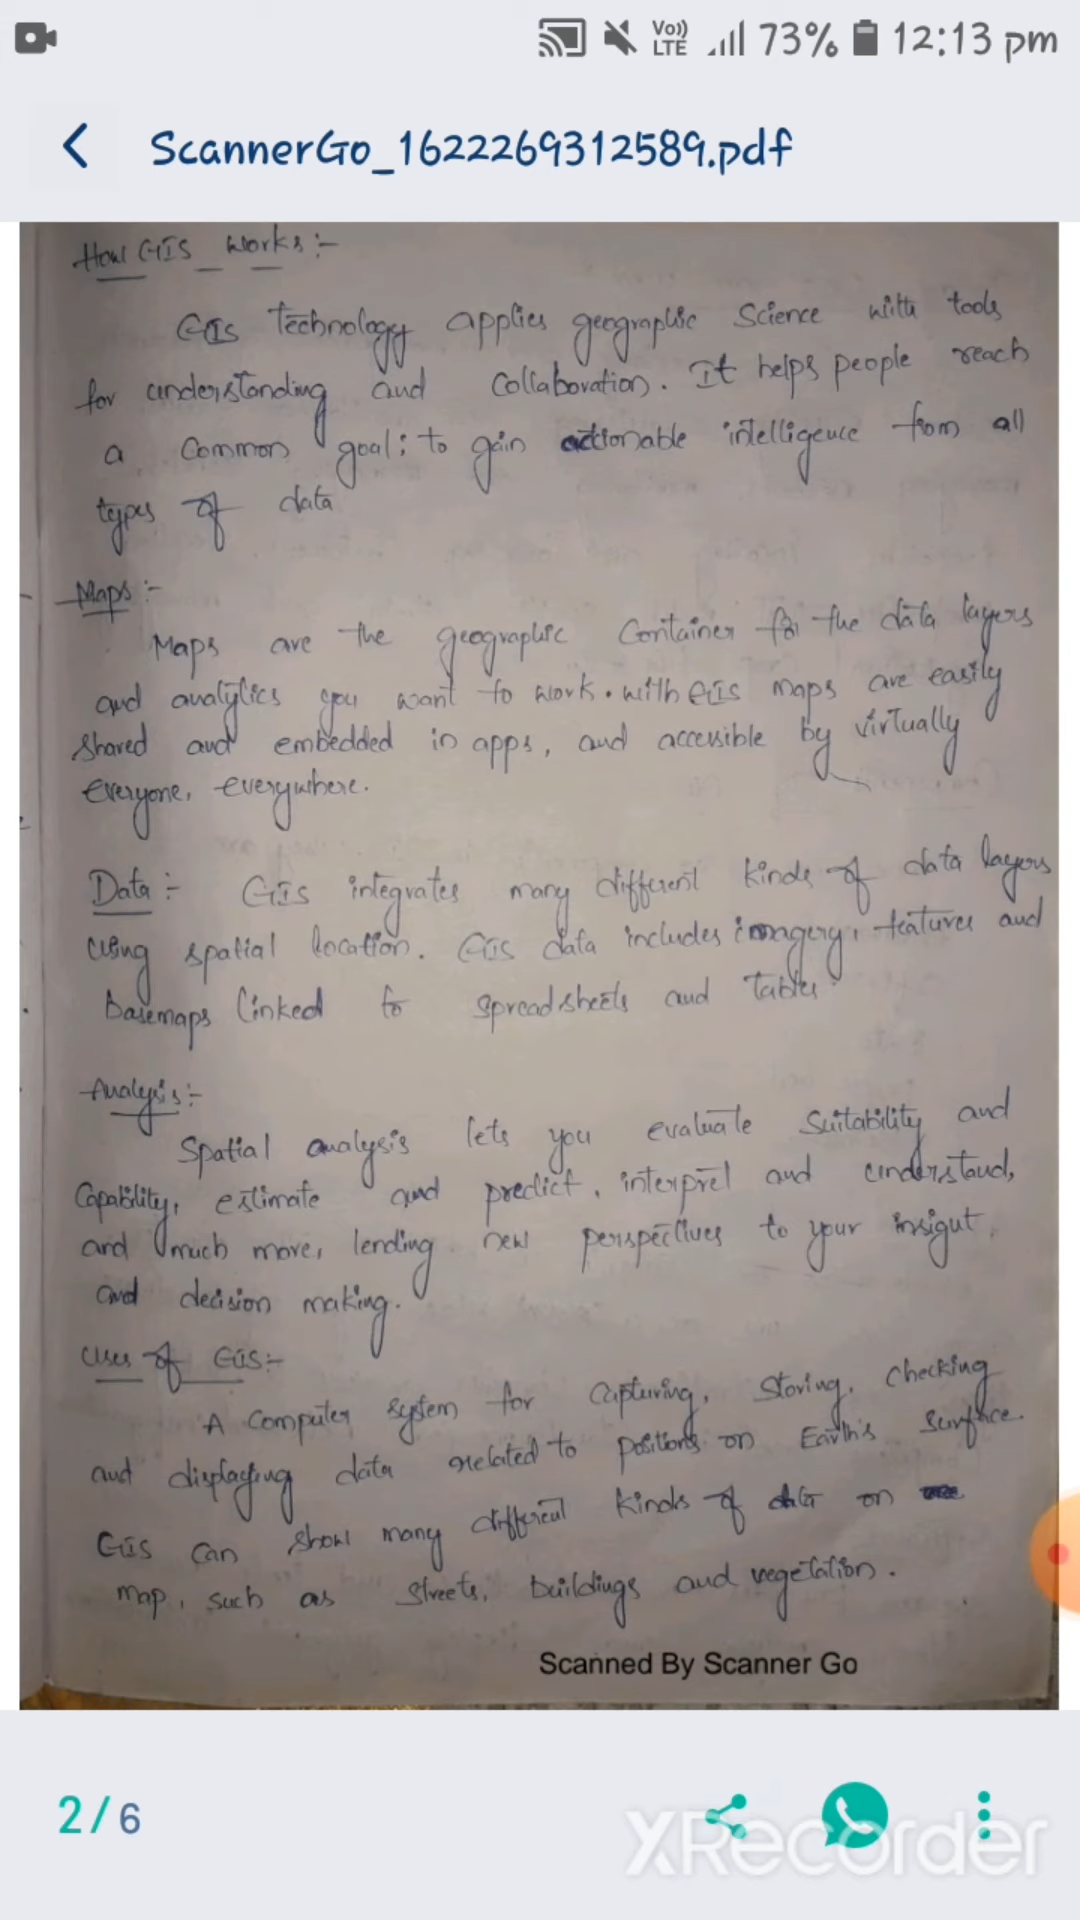 Vo)) LTE 73% 12:13 pm
ScannerGo_1622269312589.pdf
How GIS works :-
GIS technology applies geographic Science with tools
for understanding and collaboration. It helps people reach
a common goal; to gain actionable intelligence from all
types of data
Maps :-
Maps are the geographic Container for the data layers
and analytics you want to work. with GIS maps are easily
shared and embedded in apps, and accessible by virtually
everyone, everywhere.
Data :- GIS integrates many different kinds of data layers
using spatial location. GIS data includes imagery, features and
basemaps linked to spreadsheets and tables.
Analysis :-
Spatial analysis lets you evaluate Suitability and
Capability, estimate and predict, interpret and understand,
and much more, lending new perspectives to your insigut
and decision making.
Uses of GIS :-
A Computer system for capturing, storing, checking
and displaying data related to positions on Earth's surface.
GIS can show many different kinds of data on
map, such as streets, buildings and vegetation.
Scanned By Scanner Go
2/6
XRecorder